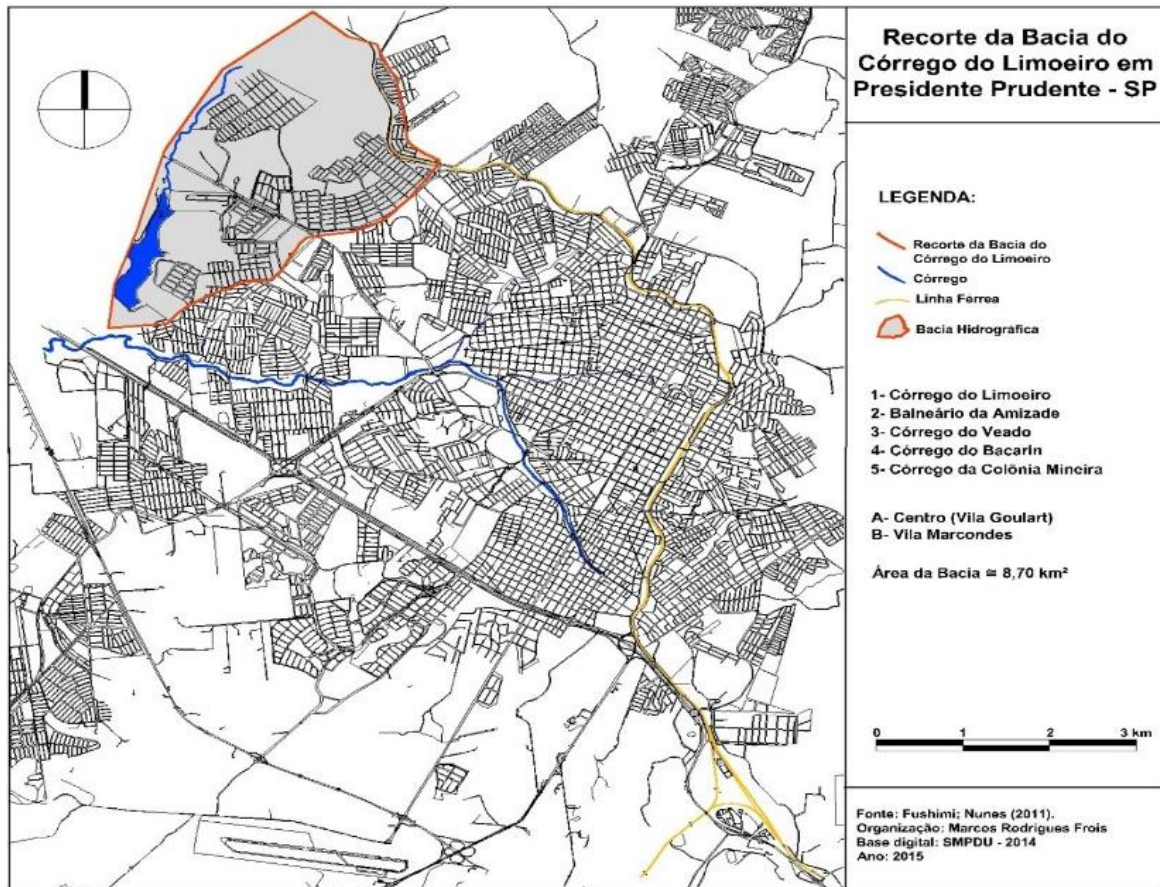 Recorte da Bacia do
Córrego do Limoeiro em
Presidente Prudente - SP
LEGENDA:
Recorte da Bacia do
Córrego do Limoeiro
Córrego
Linha Férrea
Bacia Hidrográfica
1- Córrego do Limoeiro
2- Balneário da Amizade
3- Córrego do Veado
4- Córrego do Bacarin
5- Córrego da Colônia Mineira
A- Centro (Vila Goulart)
B- Vila Marcondes
Área da Bacia ≅ 8,70 km²
0 1 2 3 km
Fonte: Fushimi; Nunes (2011).
Organização: Marcos Rodrigues Frois
Base digital: SMPDU - 2014
Ano: 2015